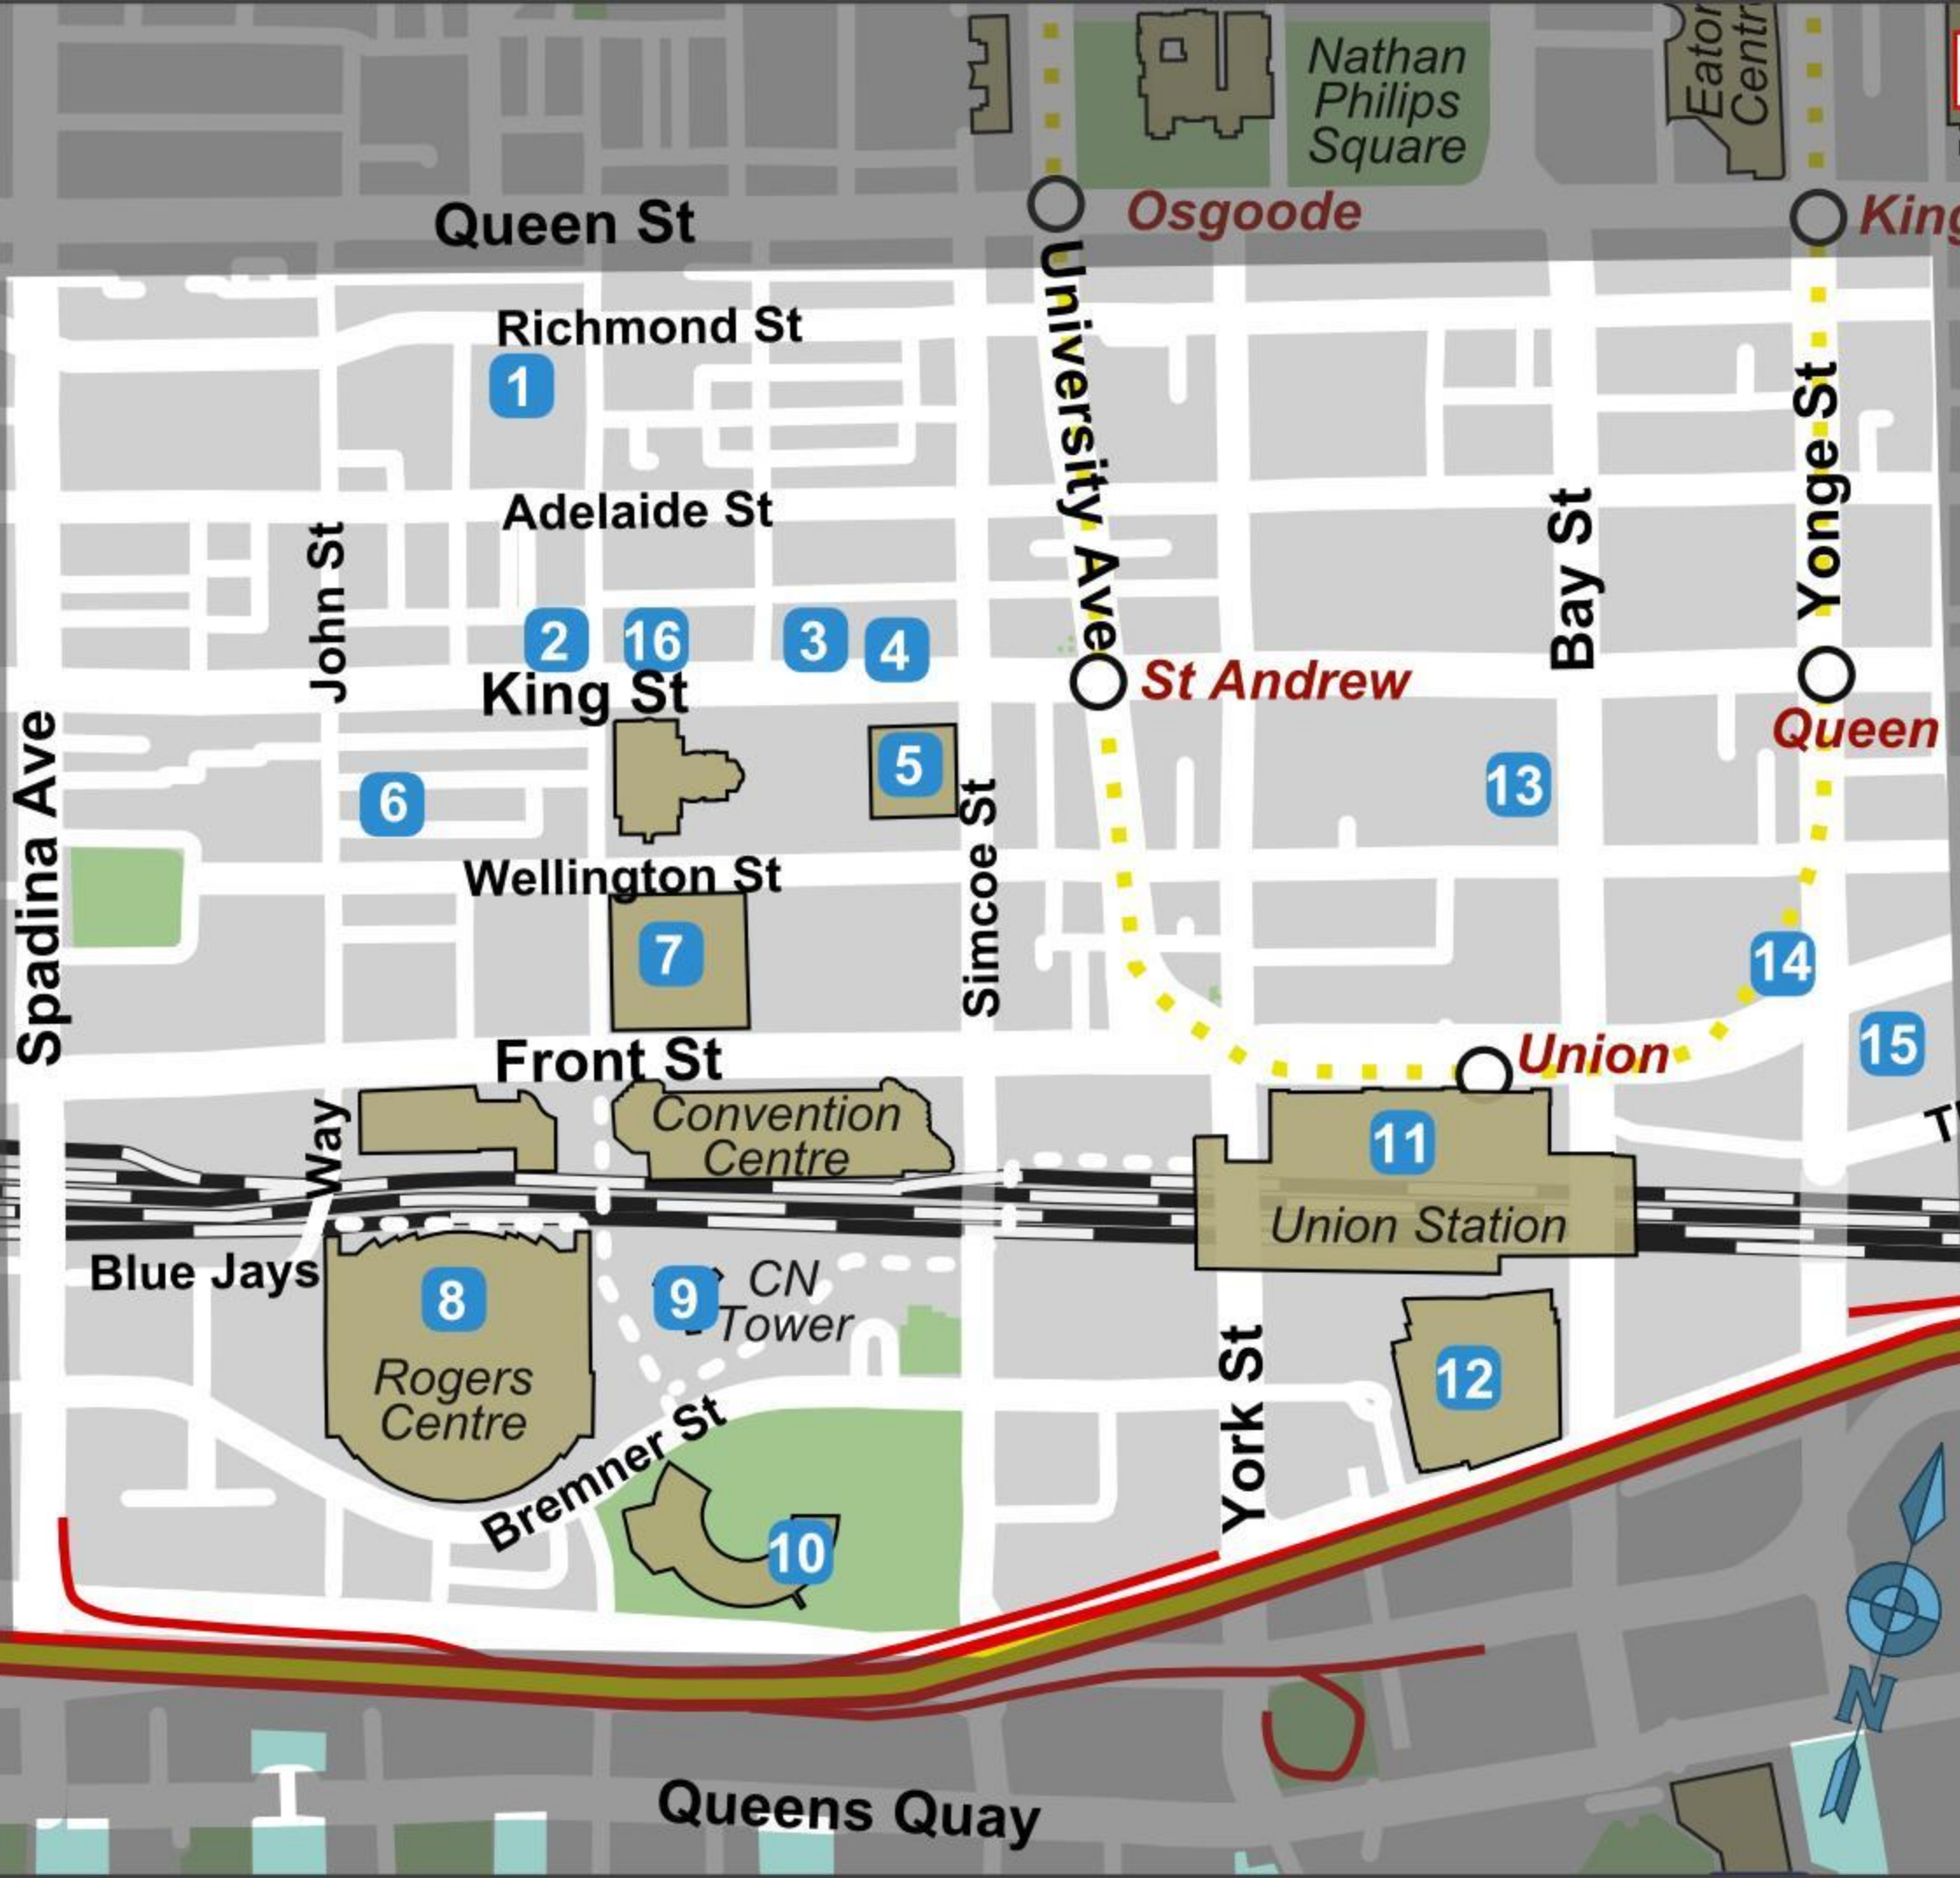 Nathan
Philips
Square
Eaton
Centr
Osgoode
King
Queen St
University Ave
Richmond St
1
Yonge St
Adelaide St
Bay St
John St
2
16
3
4
King St
St Andrew
Queen
5
13
6
Simcoe St
Spadina Ave
Wellington St
7
14
15
Front St
Union
Convention
Centre
11
Way
Union Station
Blue Jays
8
9
CN
Tower
Rogers
Centre
12
York St
Bremner St
10
N
Queens Quay